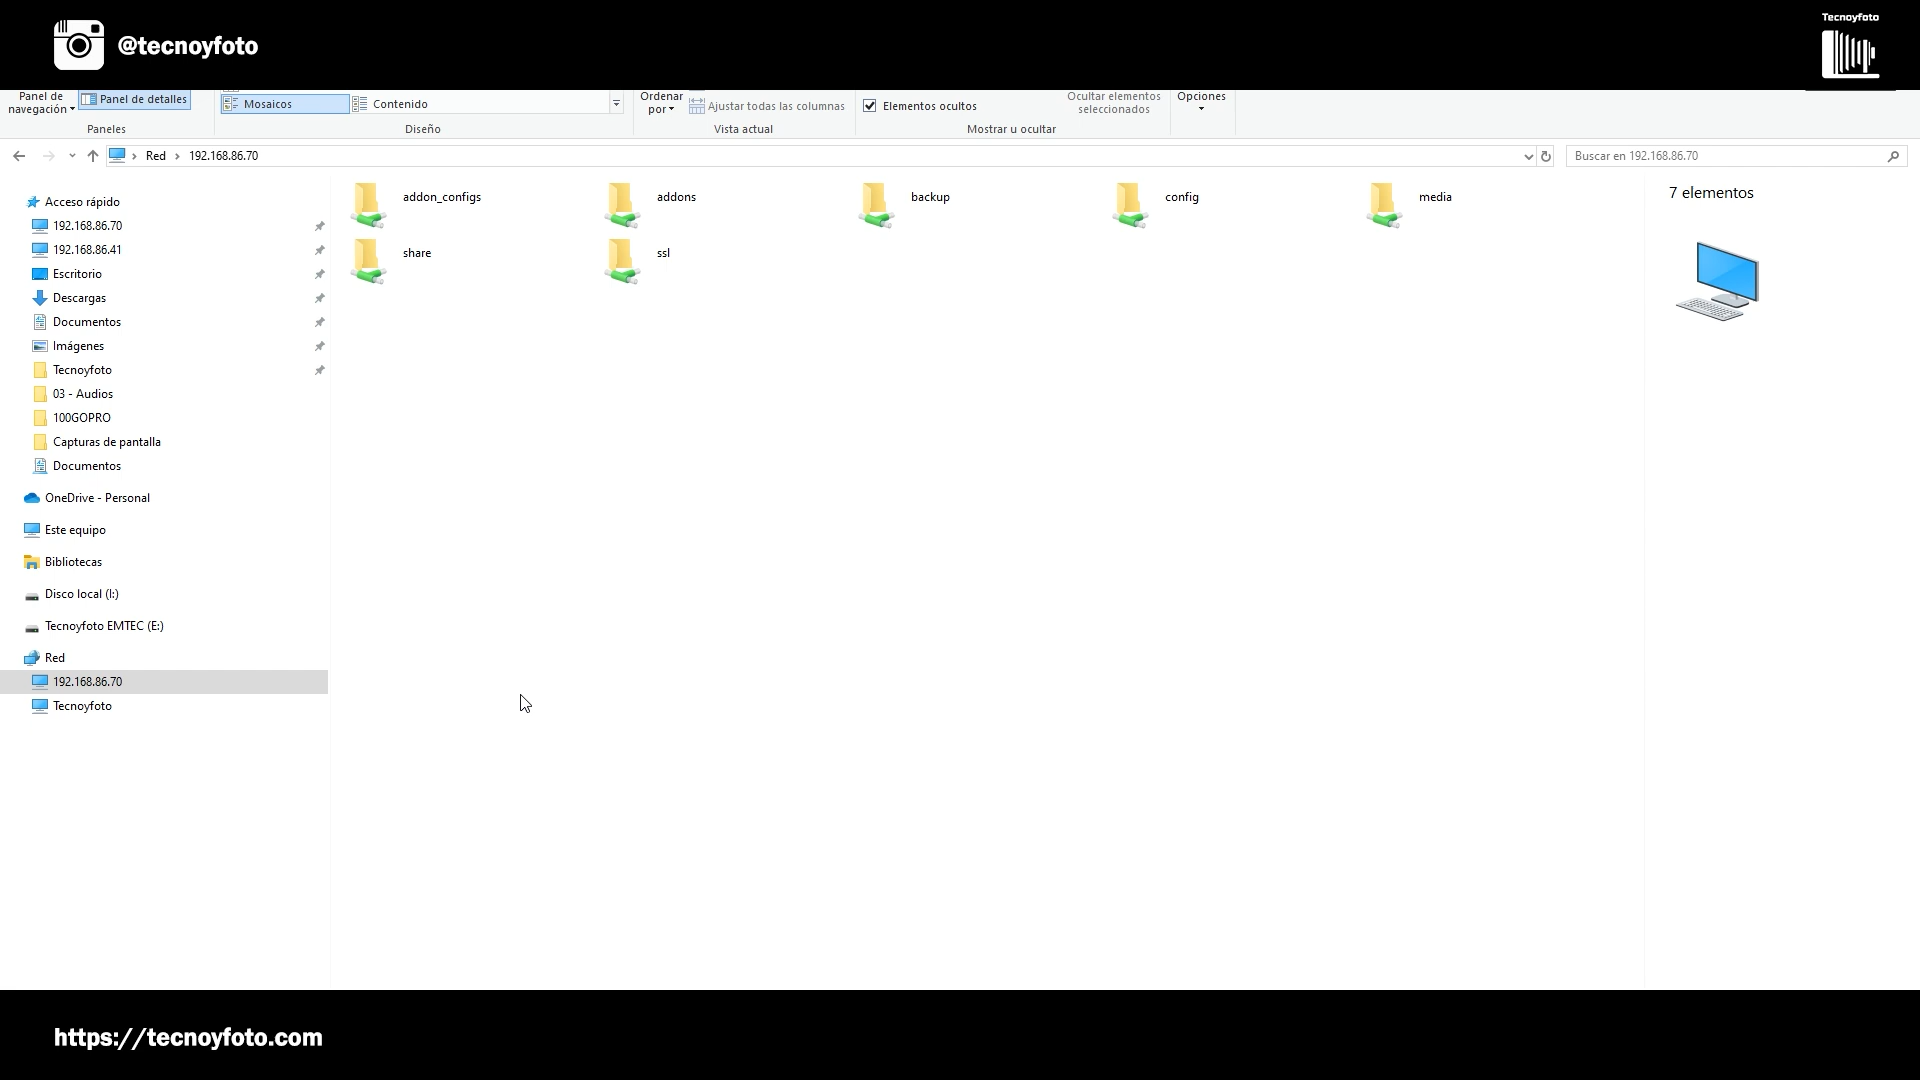 @tecnoyfoto
Tecnoyfoto
Panel de
navegación
Panel de detalles
Paneles
Mosaicos
Contenido
Diseño
Ordenar
por
Ajustar todas las columnas
Vista actual
Elementos ocultos
Ocultar elementos
seleccionados
Mostrar u ocultar
Opciones
Red
192.168.86.70
Buscar en 192.168.86.70
Acceso rápido
192.168.86.70
192.168.86.41
Escritorio
Descargas
Documentos
Imágenes
Tecnoyfoto
03 - Audios
100GOPRO
Capturas de pantalla
Documentos
OneDrive - Personal
Este equipo
Bibliotecas
Disco local (I:)
Tecnoyfoto EMTEC (E:)
Red
192.168.86.70
Tecnoyfoto
addon_configs
addons
backup
config
media
share
ssl
7 elementos
https://tecnoyfoto.com